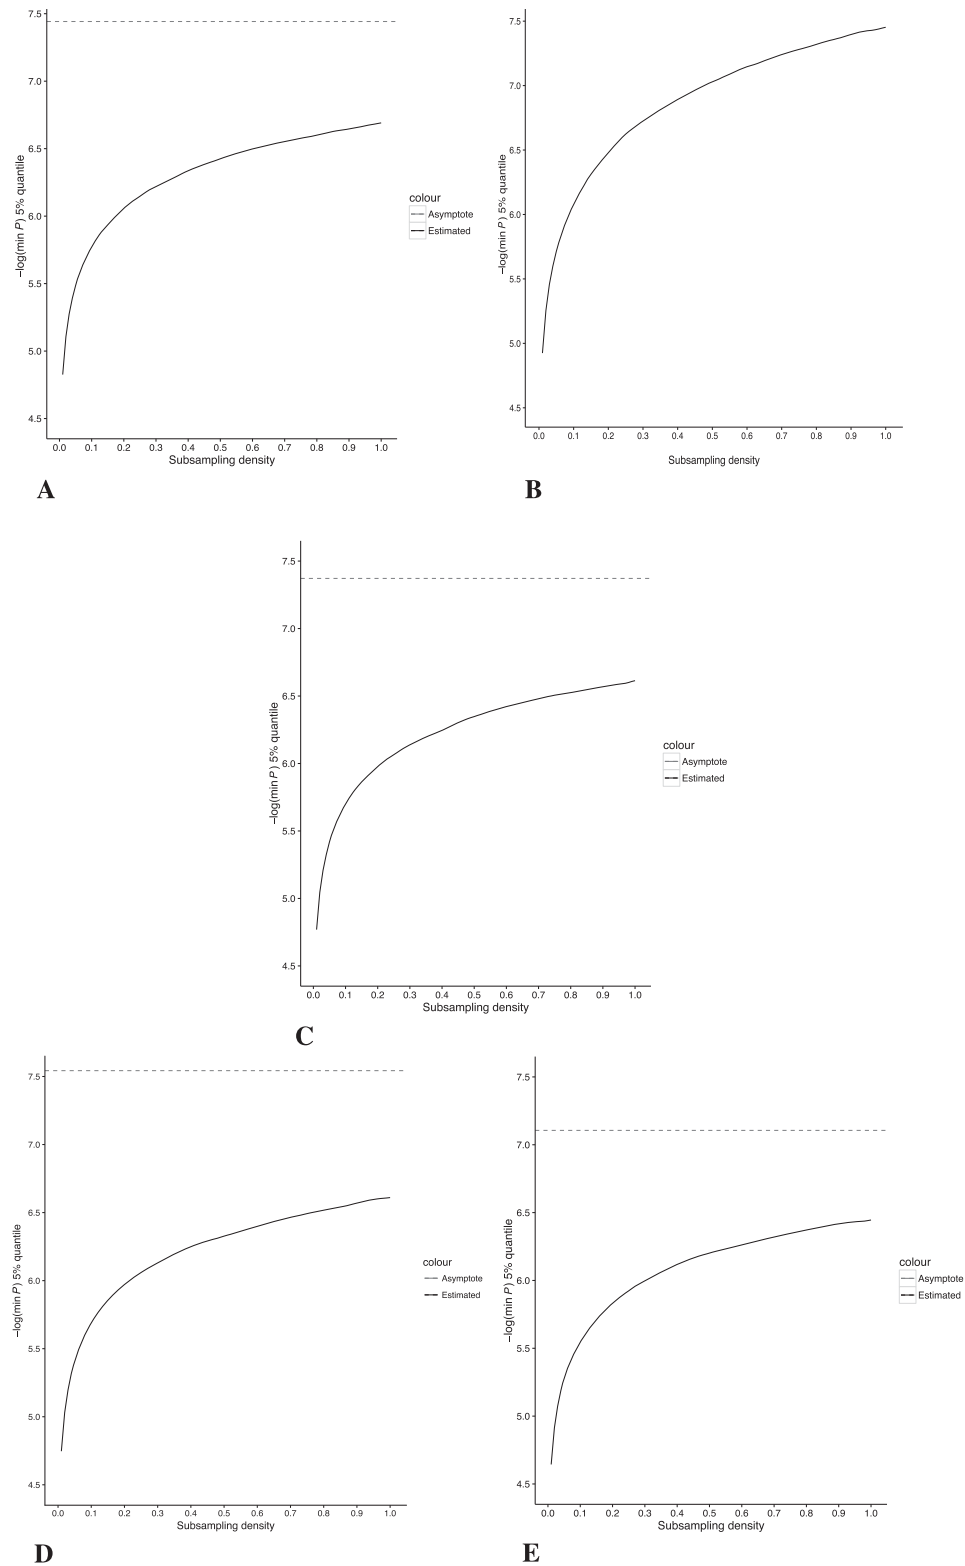 7.5
7.0
6.5
6.0
5.5
5.0
4.5
−log(min P) 5% quantile
0.0 0.1 0.2 0.3 0.4 0.5 0.6 0.7 0.8 0.9 1.0
Subsampling density
colour
Asymptote
Estimated
A
7.5
7.0
6.5
6.0
5.5
5.0
4.5
−log(min P) 5% quantile
0.0 0.1 0.2 0.3 0.4 0.5 0.6 0.7 0.8 0.9 1.0
Subsampling density
B
7.5
7.0
6.5
6.0
5.5
5.0
4.5
−log(min P) 5% quantile
0.0 0.1 0.2 0.3 0.4 0.5 0.6 0.7 0.8 0.9 1.0
Subsampling density
colour
Asymptote
Estimated
C
7.5
7.0
6.5
6.0
5.5
5.0
4.5
−log(min P) 5% quantile
0.0 0.1 0.2 0.3 0.4 0.5 0.6 0.7 0.8 0.9 1.0
Subsampling density
colour
Asymptote
Estimated
D
7.5
7.0
6.5
6.0
5.5
5.0
4.5
−log(min P) 5% quantile
0.0 0.1 0.2 0.3 0.4 0.5 0.6 0.7 0.8 0.9 1.0
Subsampling density
colour
Asymptote
Estimated
E